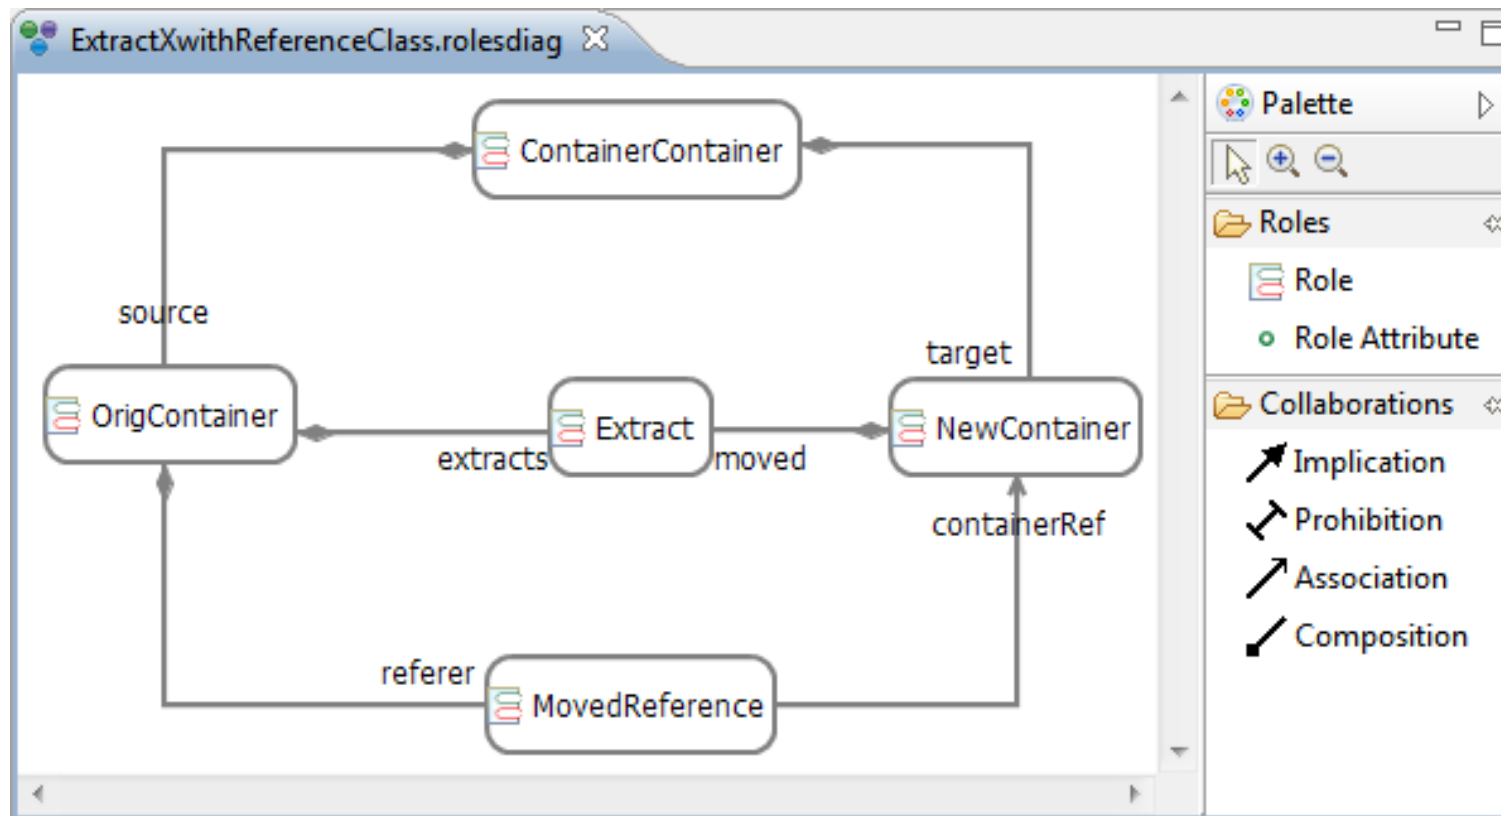 ExtractXwithReferenceClass.rolesdiag
ContainerContainer
source
target
OrigContainer
Extract
NewContainer
extracts
moved
containerRef
referer
MovedReference
Palette
Roles
Role
Role Attribute
Collaborations
Implication
Prohibition
Association
Composition